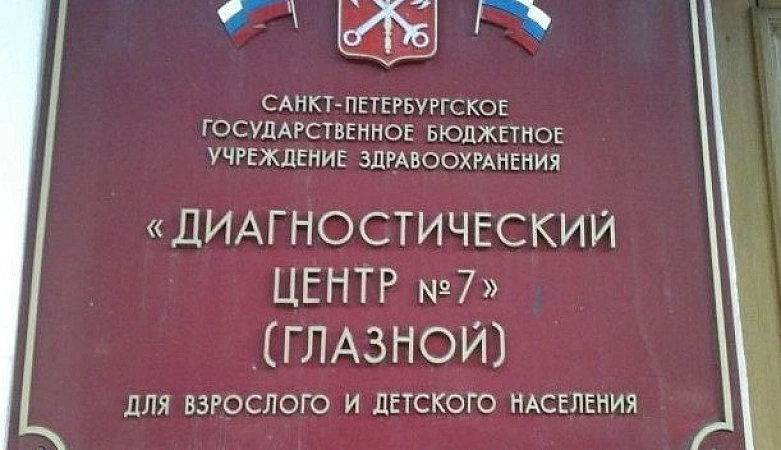 САНКТ-ПЕТЕРБУРГСКОЕ
ГОСУДАРСТВЕННОЕ БЮДЖЕТНОЕ
УЧРЕЖДЕНИЕ ЗДРАВООХРАНЕНИЯ
«ДИАГНОСТИЧЕСКИЙ
ЦЕНТР №7»
(ГЛАЗНОЙ)
ДЛЯ ВЗРОСЛОГО И ДЕТСКОГО НАСЕЛЕНИЯ